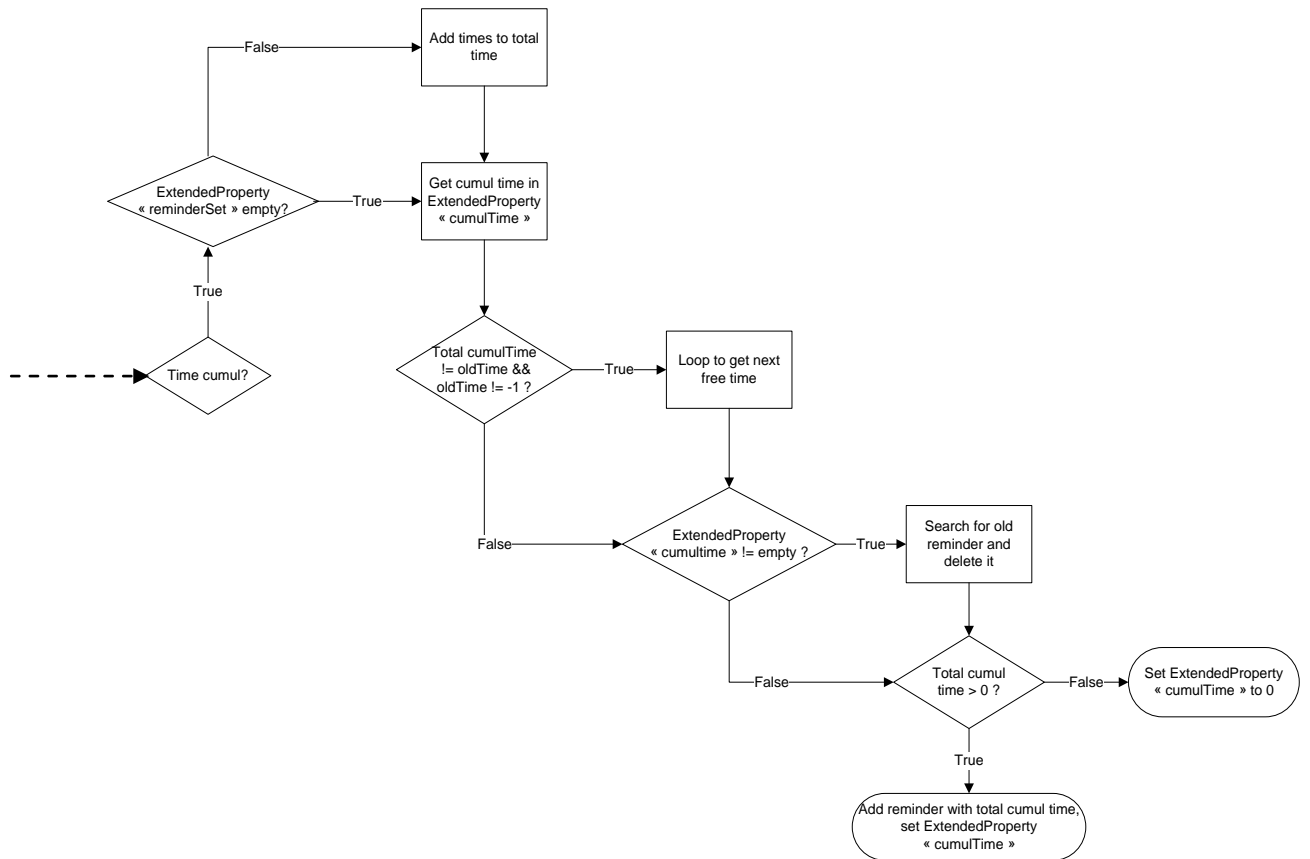 Add times to total
time
False
ExtendedProperty
« reminderSet » empty?
True
Get cumul time in
ExtendedProperty
« cumulTime »
True
Time cumul?
Total cumulTime
!= oldTime &&
oldTime != -1 ?
True
Loop to get next
free time
False
ExtendedProperty
« cumultime » != empty ?
True
Search for old
reminder and
delete it
False
Total cumul
time > 0 ?
False
Set ExtendedProperty
« cumulTime » to 0
True
Add reminder with total cumul time,
set ExtendedProperty
« cumulTime »